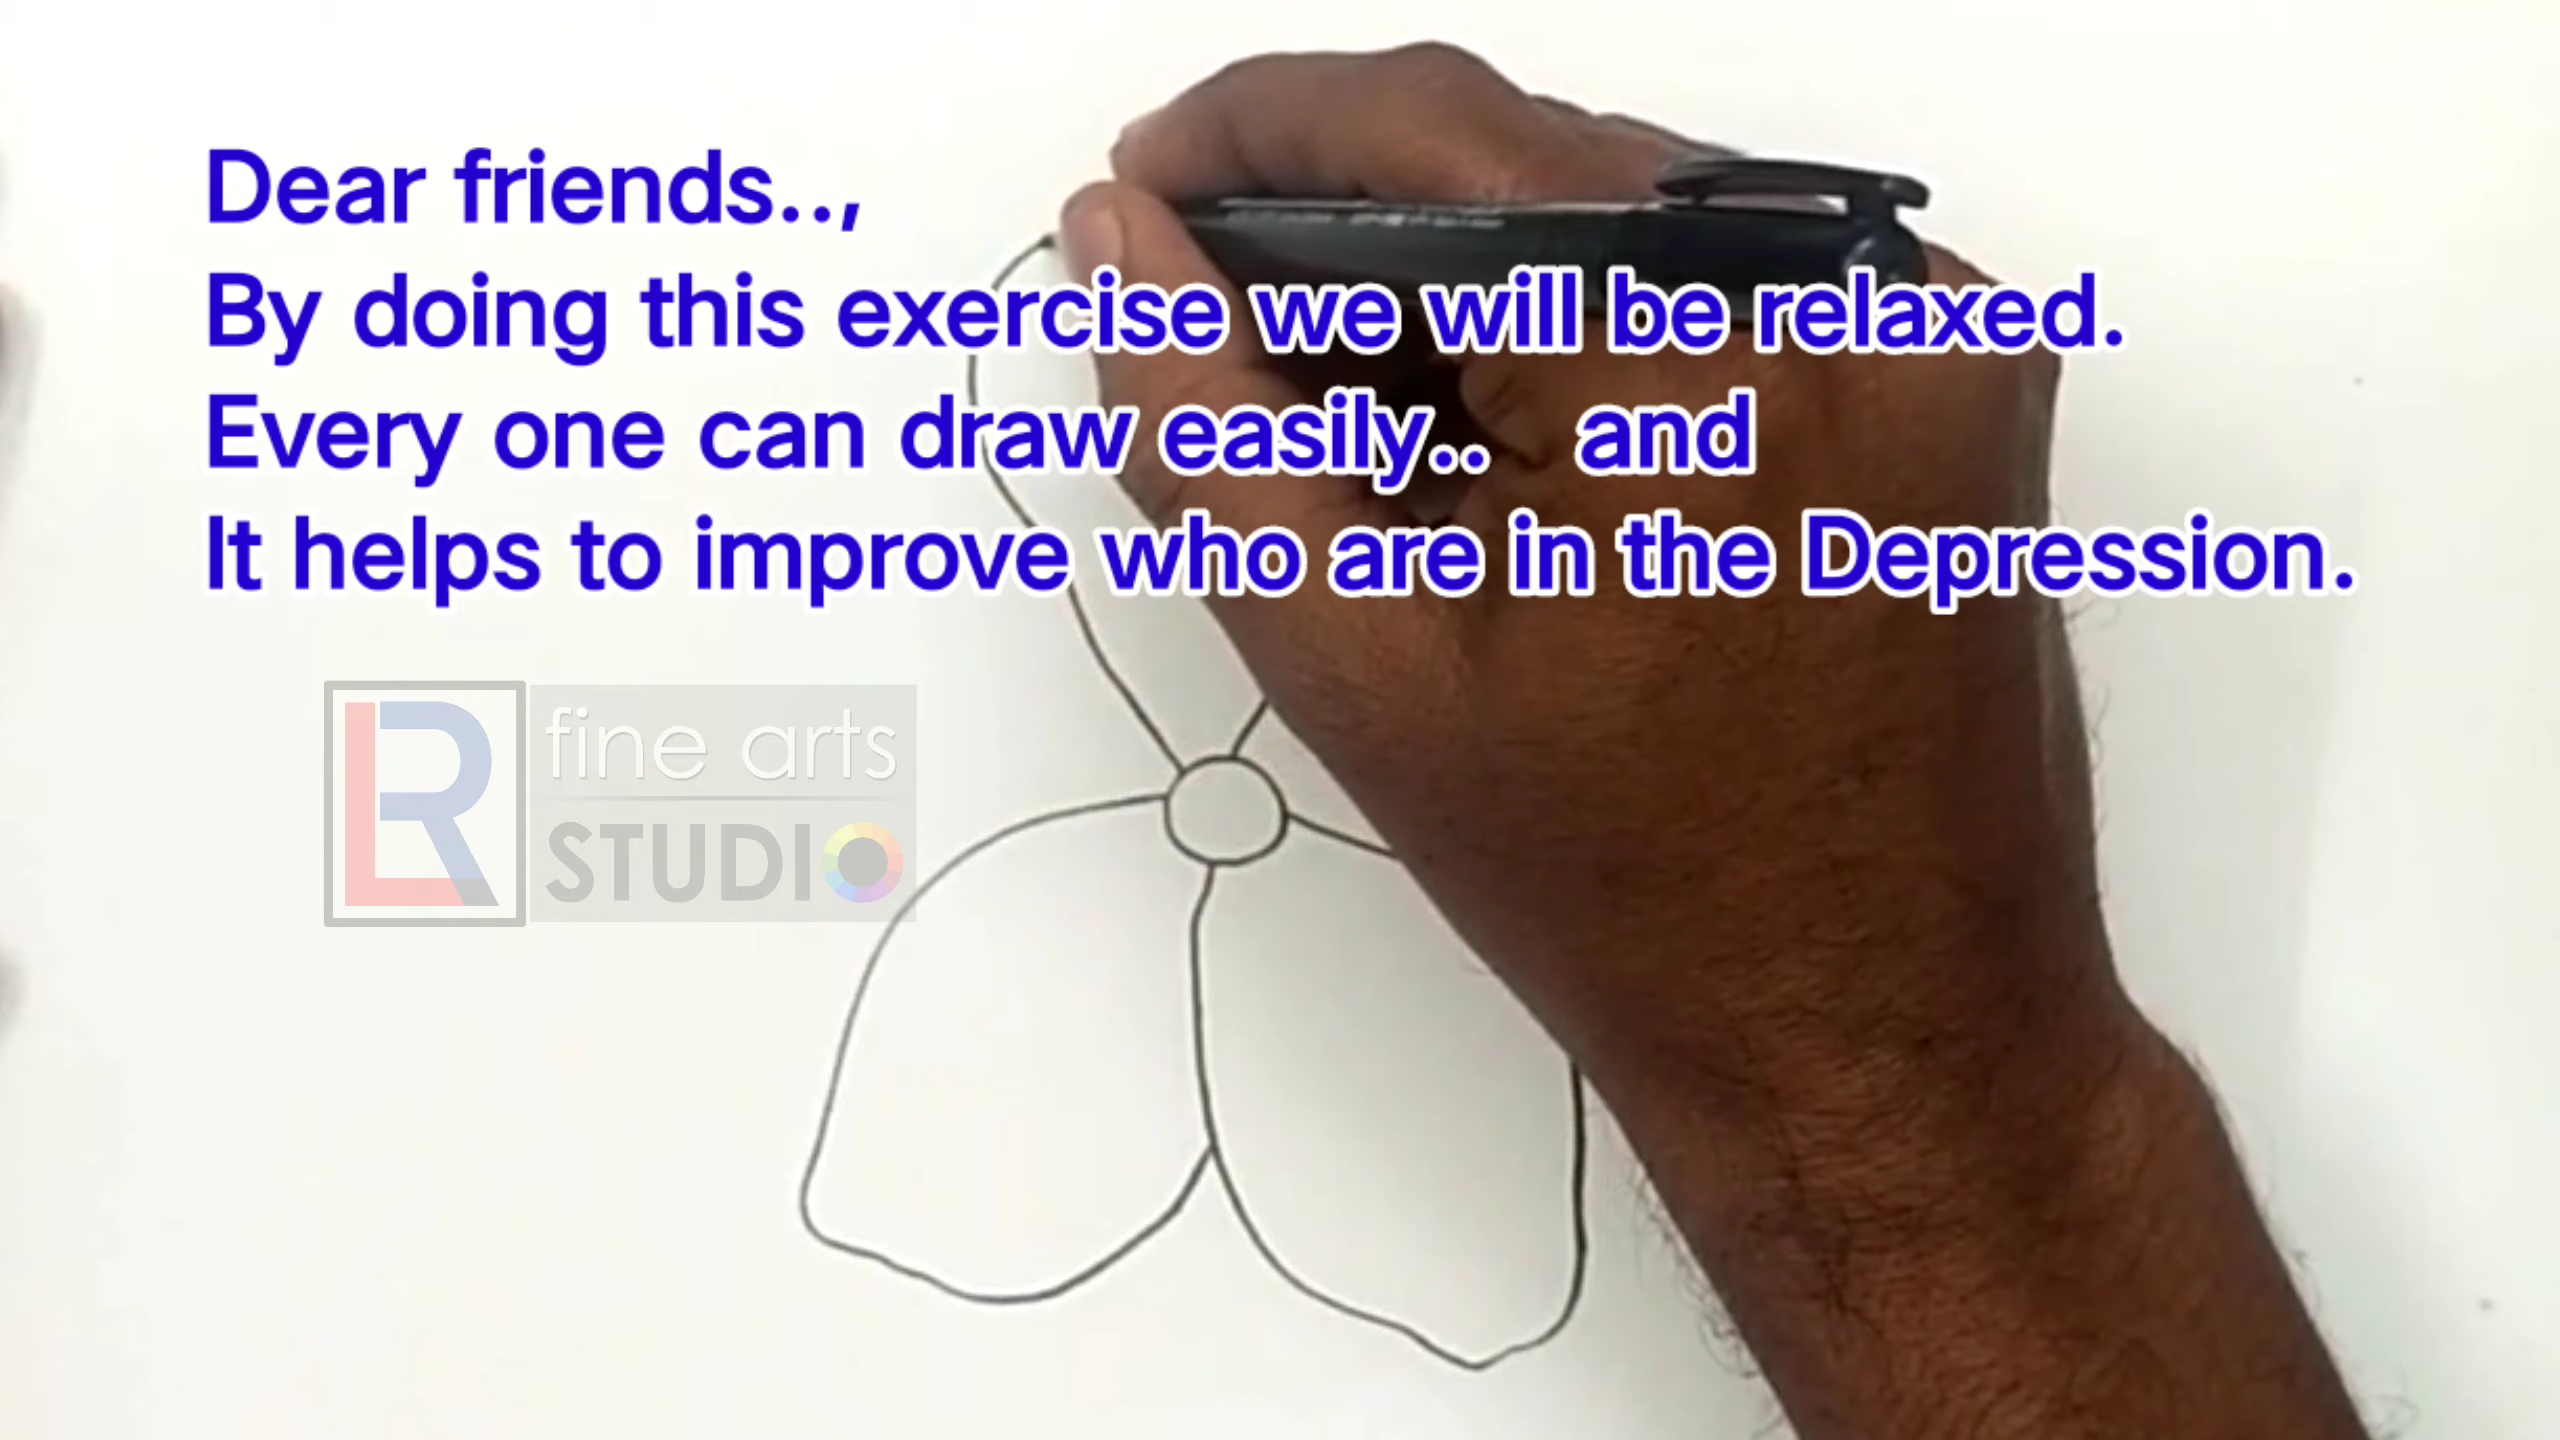 Dear friends..,
By doing this exercise we will be relaxed.
Every one can draw easily.. and
It helps to improve who are in the Depression.
LR
fine arts
STUDIO